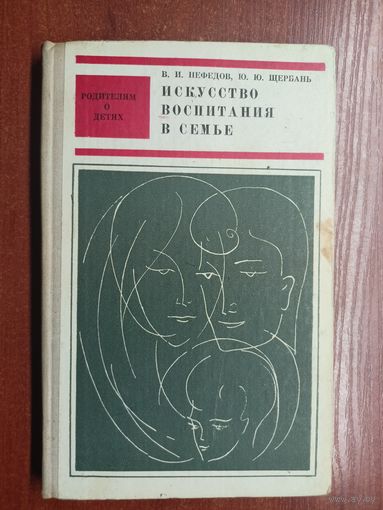 В. И. НЕФЕДОВ, Ю. Ю. ЩЕРБАНЬ
ИСКУССТВО
ВОСПИТАНИЯ
В СЕМЬЕ
РОДИТЕЛЯМ
О
ДЕТЯХ